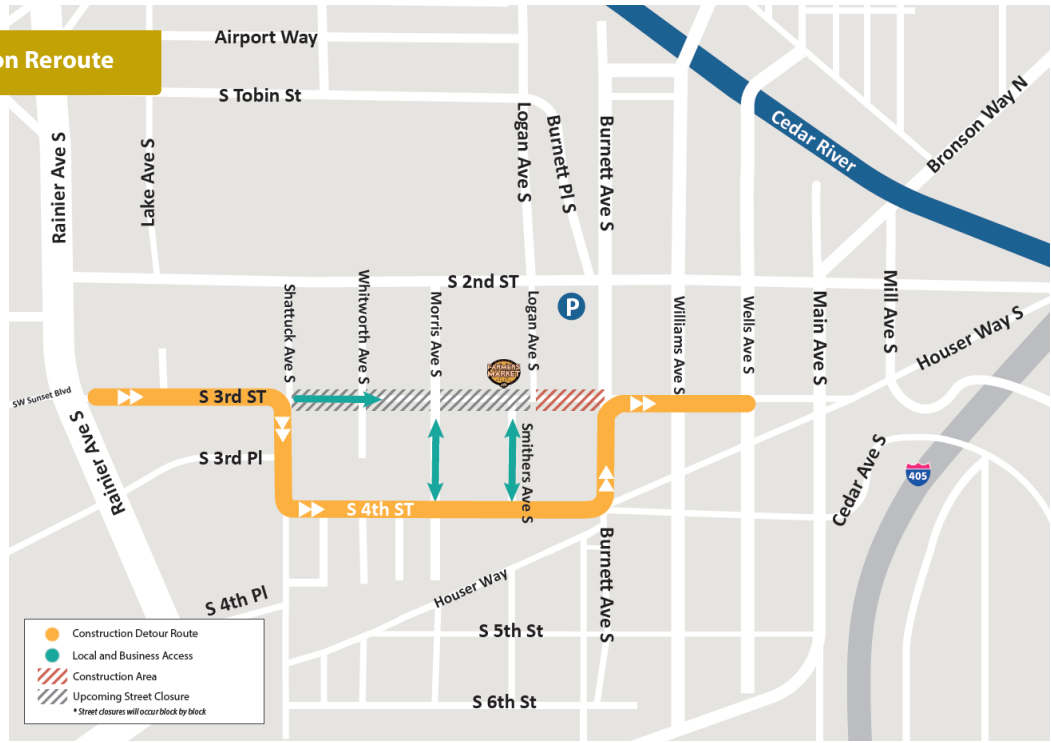 on Reroute
Airport Way
S Tobin St
Rainier Ave S
Lake Ave S
Logan Ave S
Burnett Pl S
Burnett Ave S
Cedar River
Bronson Way N
S 2nd ST
Shattuck Ave S
Whitworth Ave S
Morris Ave S
Logan Ave S
P
Williams Ave S
Wells Ave S
Main Ave S
Mill Ave S
Houser Way S
FARMERS
MARKET
SW Sunset Blvd
S 3rd ST
Rainier Ave S
S 3rd Pl
Smithers Ave S
Cedar Ave S
405
S 4th ST
Burnett Ave S
Houser Way
S 4th Pl
S 5th St
S 6th St
Construction Detour Route
Local and Business Access
Construction Area
Upcoming Street Closure
* Street closures will occur block by block